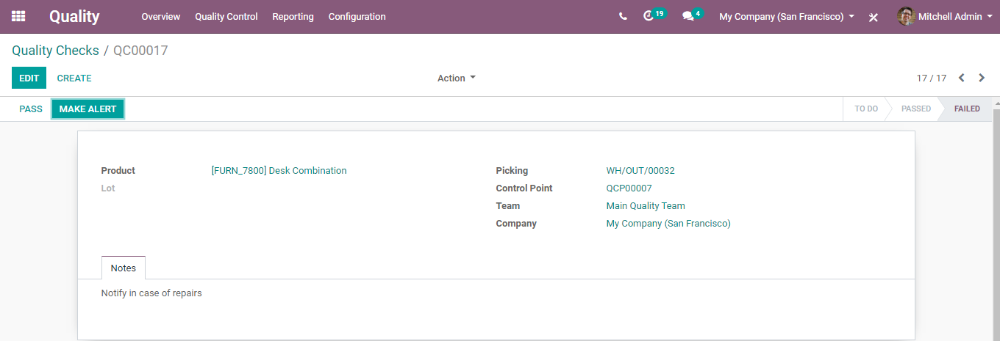 Quality Overview Quality Control Reporting Configuration 19 4 My Company (San Francisco) Mitchell Admin
Quality Checks / QC00017
EDIT CREATE Action 17 / 17
PASS MAKE ALERT TO DO PASSED FAILED
Product [FURN_7800] Desk Combination Picking WH/OUT/00032
Lot Control Point QCP00007
Team Main Quality Team
Company My Company (San Francisco)
Notes
Notify in case of repairs